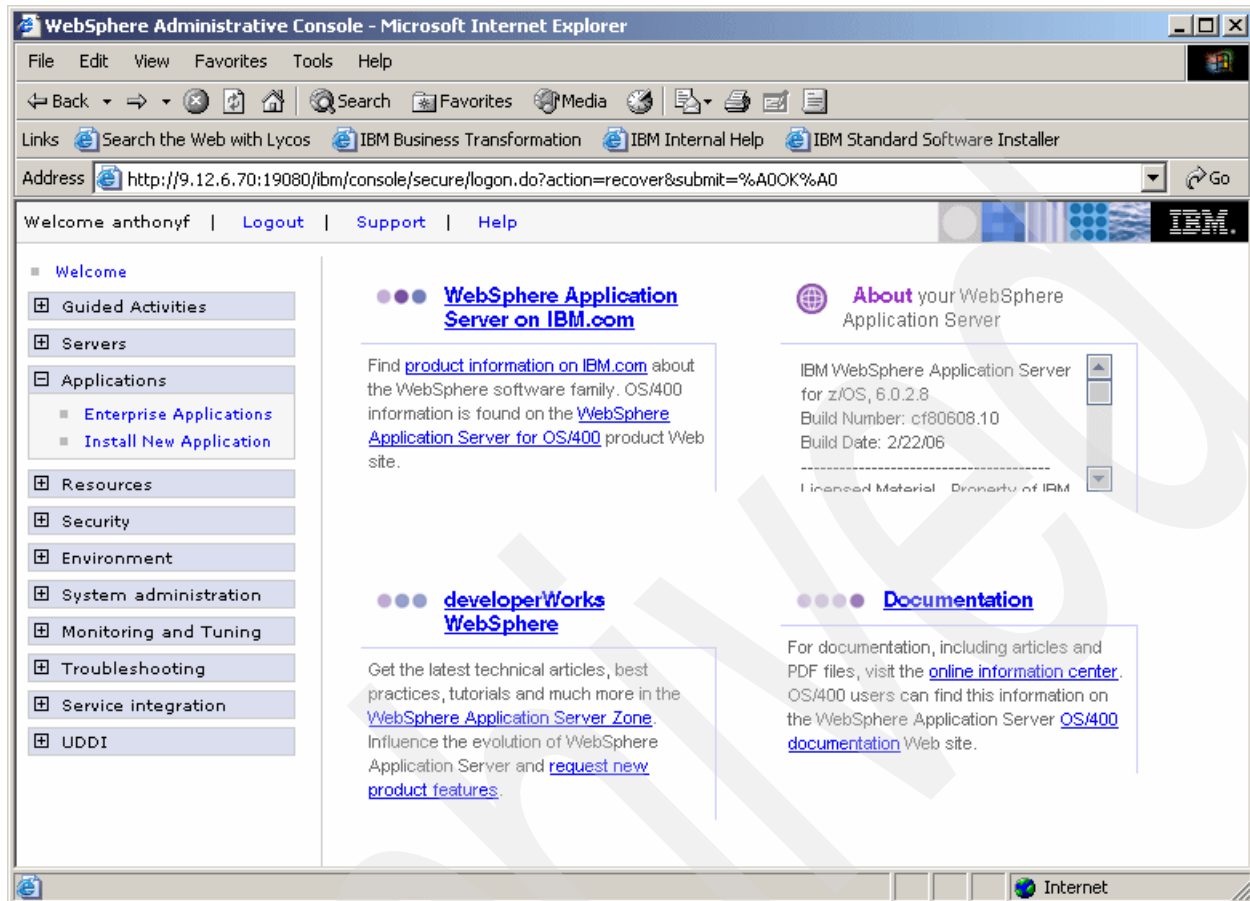 WebSphere Administrative Console - Microsoft Internet Explorer
File Edit View Favorites Tools Help
Back Search Favorites Media
Links Search the Web with Lycos IBM Business Transformation IBM Internal Help IBM Standard Software Installer
Address http://9.12.6.70:19080/ibm/console/secure/logon.do?action=recover&submit=%A0OK%A0 Go
Welcome anthonyf | Logout | Support | Help
IBM.
Welcome
Guided Activities
Servers
Applications
Enterprise Applications
Install New Application
Resources
Security
Environment
System administration
Monitoring and Tuning
Troubleshooting
Service integration
UDDI
WebSphere Application
Server on IBM.com
Find product information on IBM.com about
the WebSphere software family. OS/400
information is found on the WebSphere
Application Server for OS/400 product Web
site.
About your WebSphere
Application Server
IBM WebSphere Application Server
for z/OS, 6.0.2.8
Build Number: cf80608.10
Build Date: 2/22/06
--------------------------------------
Licensed Material - Property of IBM
developerWorks
WebSphere
Get the latest technical articles, best
practices, tutorials and much more in the
WebSphere Application Server Zone.
Influence the evolution of WebSphere
Application Server and request new
product features.
Documentation
For documentation, including articles and
PDF files, visit the online information center.
OS/400 users can find this information on
the WebSphere Application Server OS/400
documentation Web site.
Internet